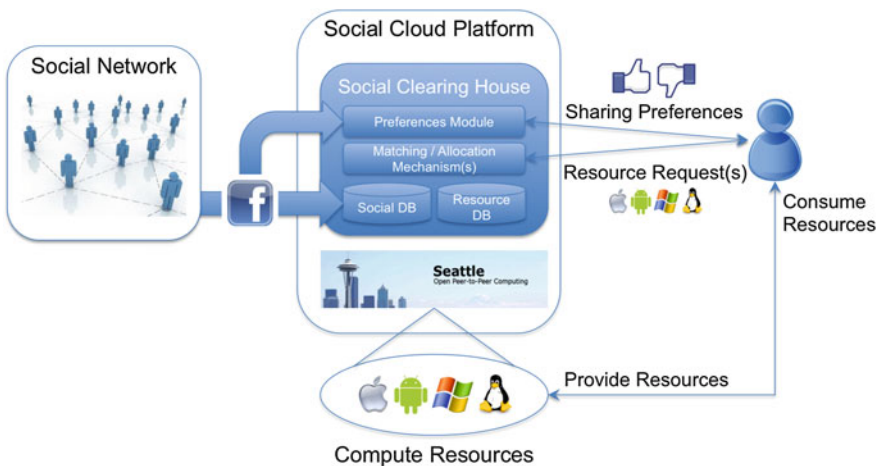 Social Cloud Platform
Social Network
Social Clearing House
Preferences Module
Matching / Allocation
Mechanism(s)
Social DB
Resource
DB
f
Sharing Preferences
Resource Request(s)
Consume
Resources
Seattle
Open Peer-to-Peer Computing
Provide Resources
Compute Resources